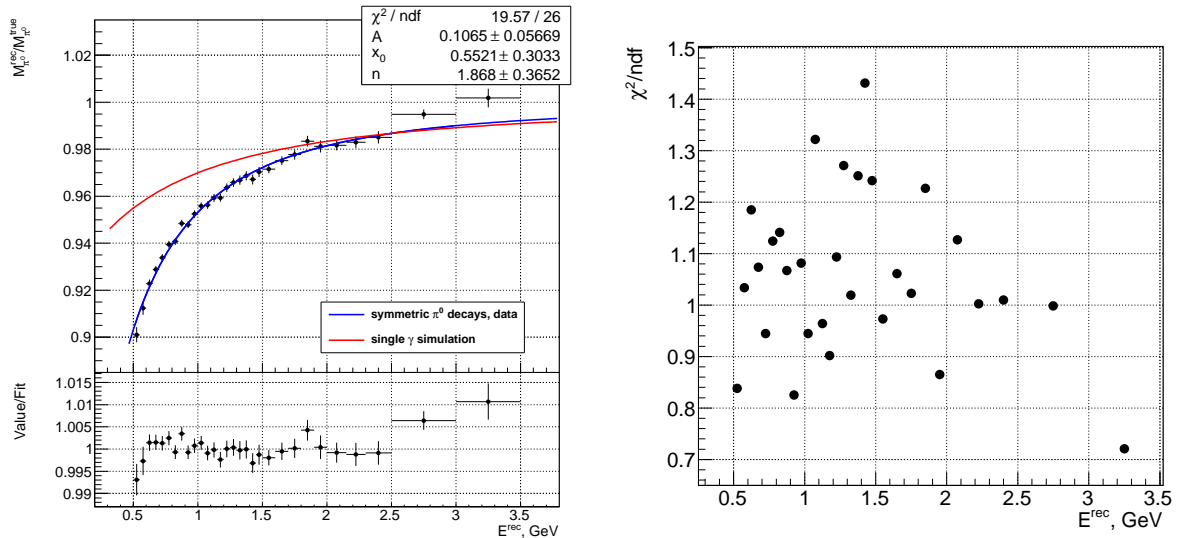 χ² / ndf 19.57 / 26
A 0.1065 ± 0.05669
x₀ 0.5521 ± 0.3033
n 1.868 ± 0.3652
M_π⁰^rec/M_π⁰^true
1.02
1
0.98
0.96
0.94
0.92
0.9
symmetric π⁰ decays, data
single γ simulation
Value/Fit
1.015
1.01
1.005
1
0.995
0.99
0.5 1 1.5 2 2.5 3 3.5
E^rec, GeV
χ²/ndf
1.5
1.4
1.3
1.2
1.1
1
0.9
0.8
0.7
0.5 1 1.5 2 2.5 3 3.5
E^rec, GeV